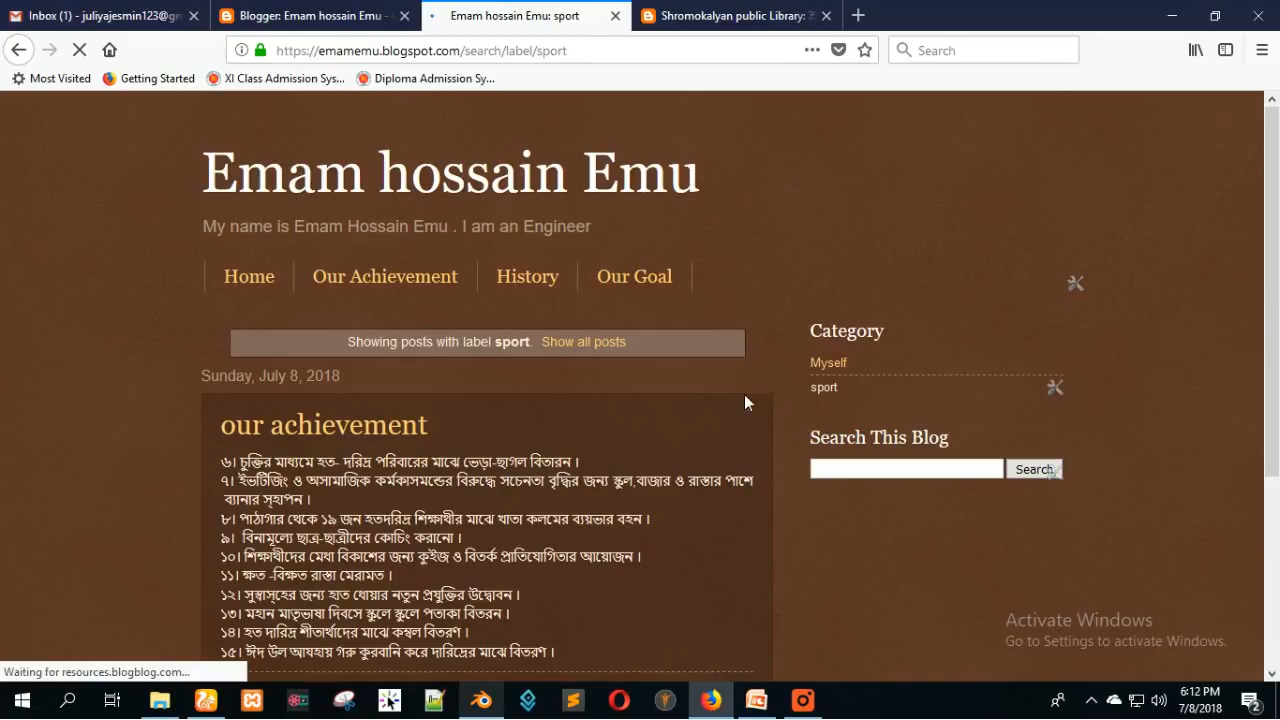 Inbox (1) - juliyajesmin123@gm
Blogger: Emam hossain Emu -
Emam hossain Emu: sport
Shromokalyan public Library: 2
https://emamemu.blogspot.com/search/label/sport
Search
Most Visited
Getting Started
XI Class Admission Sys...
Diploma Admission Sy...
Emam hossain Emu
My name is Emam Hossain Emu . I am an Engineer
Home
Our Achievement
History
Our Goal
Showing posts with label sport. Show all posts
Sunday, July 8, 2018
our achievement
৬। চুক্তির মাধ্যমে হত- দরিদ্র পরিবারের মাঝে ভেড়া-ছাগল বিতারন ।
৭। ইভটিজিং ও অসামাজিক কর্মকাসমন্ডের বিরুদ্ধে সচেনতা বৃদ্ধির জন্য স্কুল,বাজার ও রাস্তার পাশে
ব্যানার স্হাপন ।
৮। পাঠাগার থেকে ১৯ জন হতদরিদ্র শিক্ষাথীর মাঝে খাতা কলমের ব্যয়ভার বহন ।
৯। বিনামূল্যে ছাত্র-ছাত্রীদের কোচিং করানো ।
১০। শিক্ষাথীদের মেধা বিকাশের জন্য কুইজ ও বিতর্ক প্রাতিযোগিতার আয়োজন ।
১১। ক্ষত -বিক্ষত রাস্তা মেরামত ।
১২। সুস্বাস্হের জন্য হাত ধোয়ার নতুন প্রযুক্তির উদ্বোবন ।
১৩। মহান মাতৃভাষা দিবসে স্কুলে স্কুলে পতাকা বিতরন ।
১৪। হত দারিদ্র শীতার্থাদের মাঝে কম্বল বিতরণ ।
১৫। ঈদ উল আযহায় গরু কুরবানি করে দারিদ্রের মাঝে বিতরণ ।
Category
Myself
sport
Search This Blog
Search
Activate Windows
Go to Settings to activate Windows.
Waiting for resources.blogblog.com...
6:12 PM
7/8/2018
2